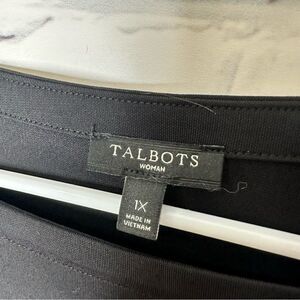 TALBOTS
WOMAN
1X
MADE IN
VIETNAM